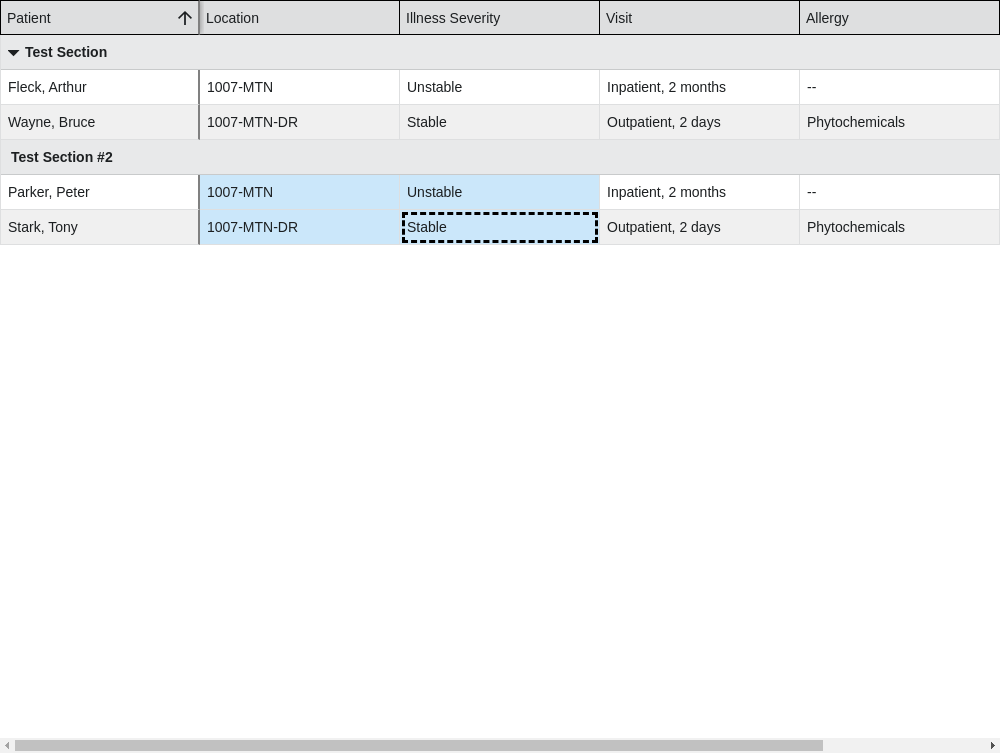 Patient Location Illness Severity Visit Allergy
Test Section
Fleck, Arthur 1007-MTN Unstable Inpatient, 2 months --
Wayne, Bruce 1007-MTN-DR Stable Outpatient, 2 days Phytochemicals
Test Section #2
Parker, Peter 1007-MTN Unstable Inpatient, 2 months --
Stark, Tony 1007-MTN-DR Stable Outpatient, 2 days Phytochemicals